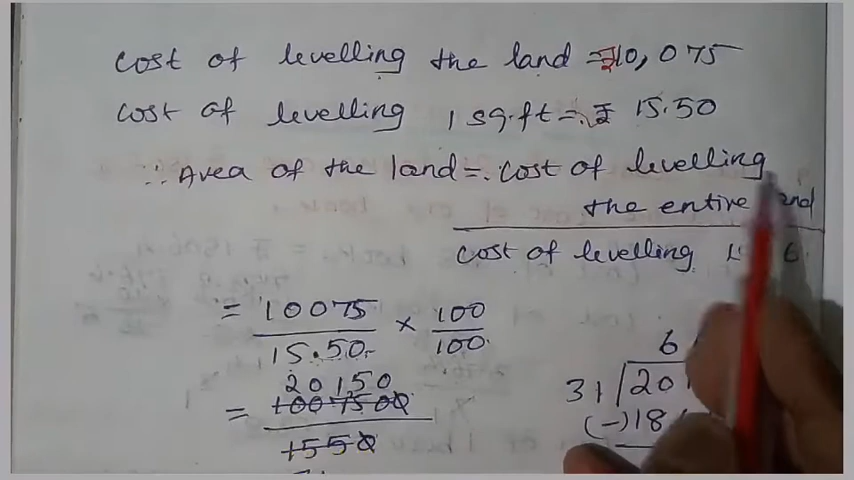 cost of levelling the land = ₹10,075
cost of levelling 1 sq.ft = ₹ 15.50
∴ Area of the land = cost of levelling
the entire land
cost of levelling
= 10075 × 100
15.50 100
20150
= 1007500
1550
6
31 20
(-)18